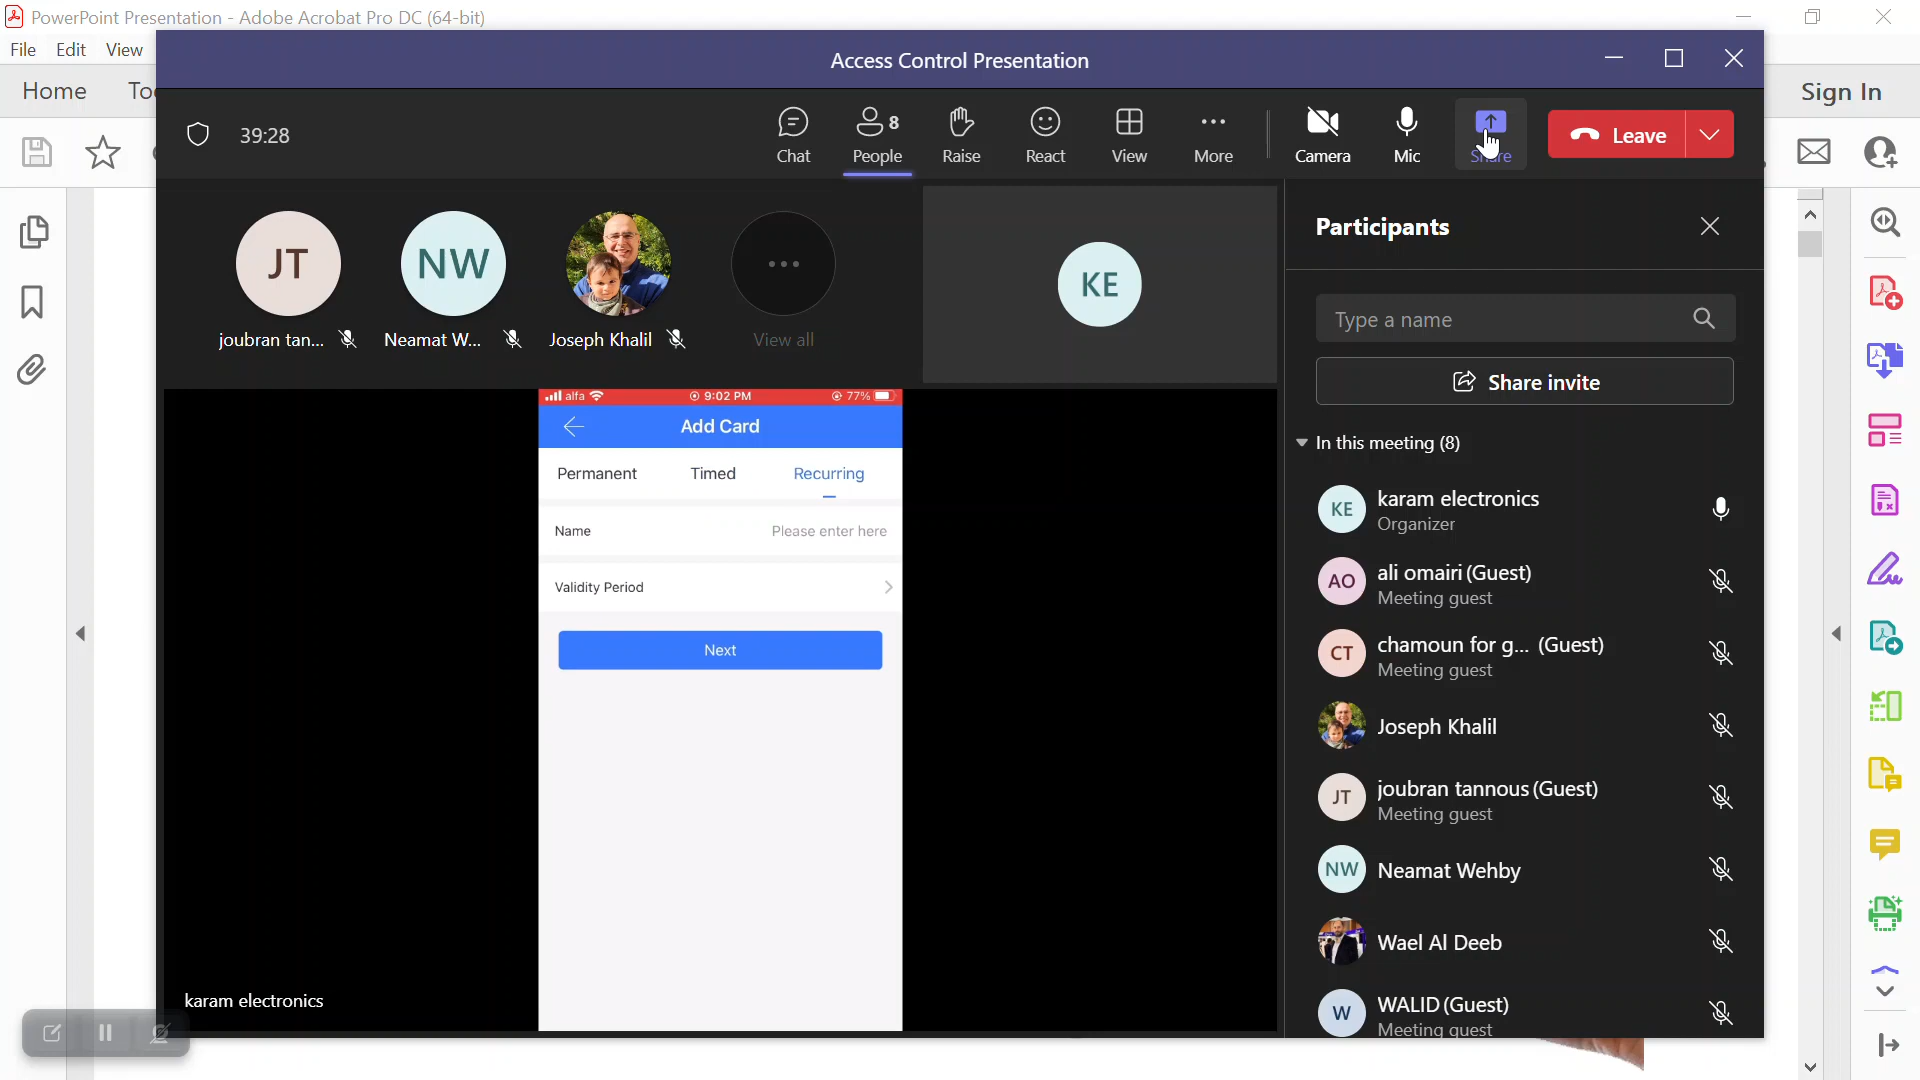 PowerPoint Presentation - Adobe Acrobat Pro DC (64-bit)
File Edit View
Home To
Sign In
Access Control Presentation
39:28
Chat
People 8
Raise
React
View
More
Camera
Mic
Share
Leave
JT
NW
KE
joubran tan...
Neamat W...
Joseph Khalil
View all
Participants
Type a name
Share invite
In this meeting (8)
KE
karam electronics
Organizer
AO
ali omairi (Guest)
Meeting guest
CT
chamoun for g... (Guest)
Meeting guest
Joseph Khalil
JT
joubran tannous (Guest)
Meeting guest
NW
Neamat Wehby
Wael Al Deeb
W
WALID (Guest)
Meeting guest
alfa 9:02 PM 77%
Add Card
Permanent Timed Recurring
Name Please enter here
Validity Period
Next
karam electronics